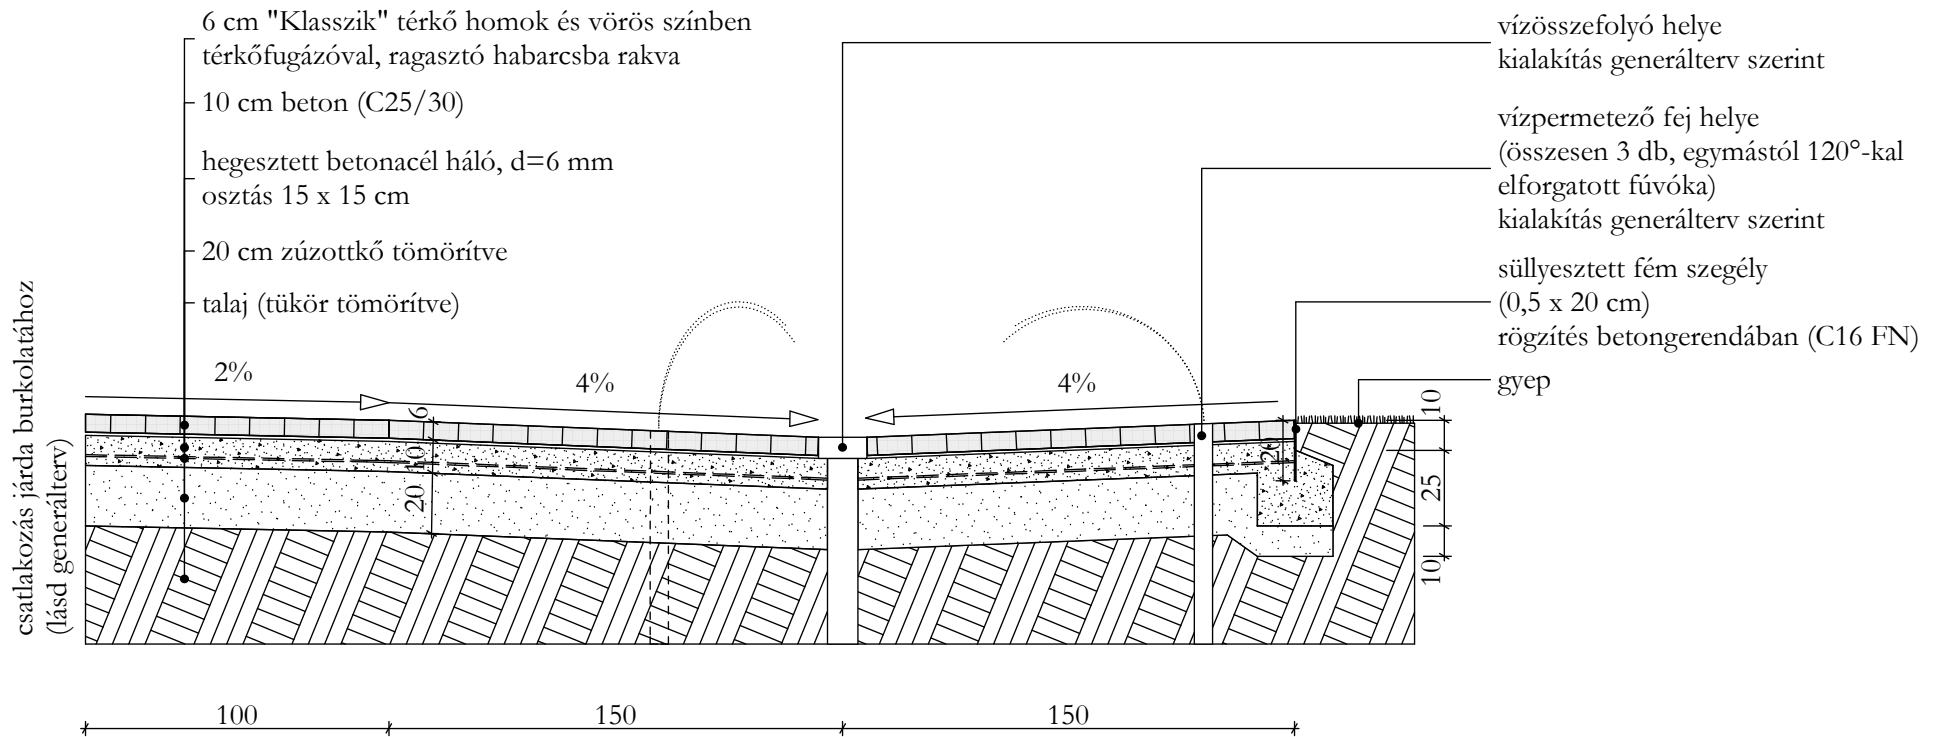 6 cm "Klasszik" térkő homok és vörös színben
térkőfugázóval, ragasztó habarcsba rakva
10 cm beton (C25/30)
hegesztett betonacél háló, d=6 mm
osztás 15 x 15 cm
20 cm zúzottkő tömörítve
talaj (tükör tömörítve)
vízösszefolyó helye
kialakítás generálterv szerint
vízpermetező fej helye
(összesen 3 db, egymástól 120°-kal
elforgatott fúvóka)
kialakítás generálterv szerint
süllyesztett fém szegély
(0,5 x 20 cm)
rögzítés betongerendában (C16 FN)
gyep
csatlakozás járda burkolatához
(lásd generálterv)
2%
4%
4%
6
10
20
20
10
25
10
100
150
150